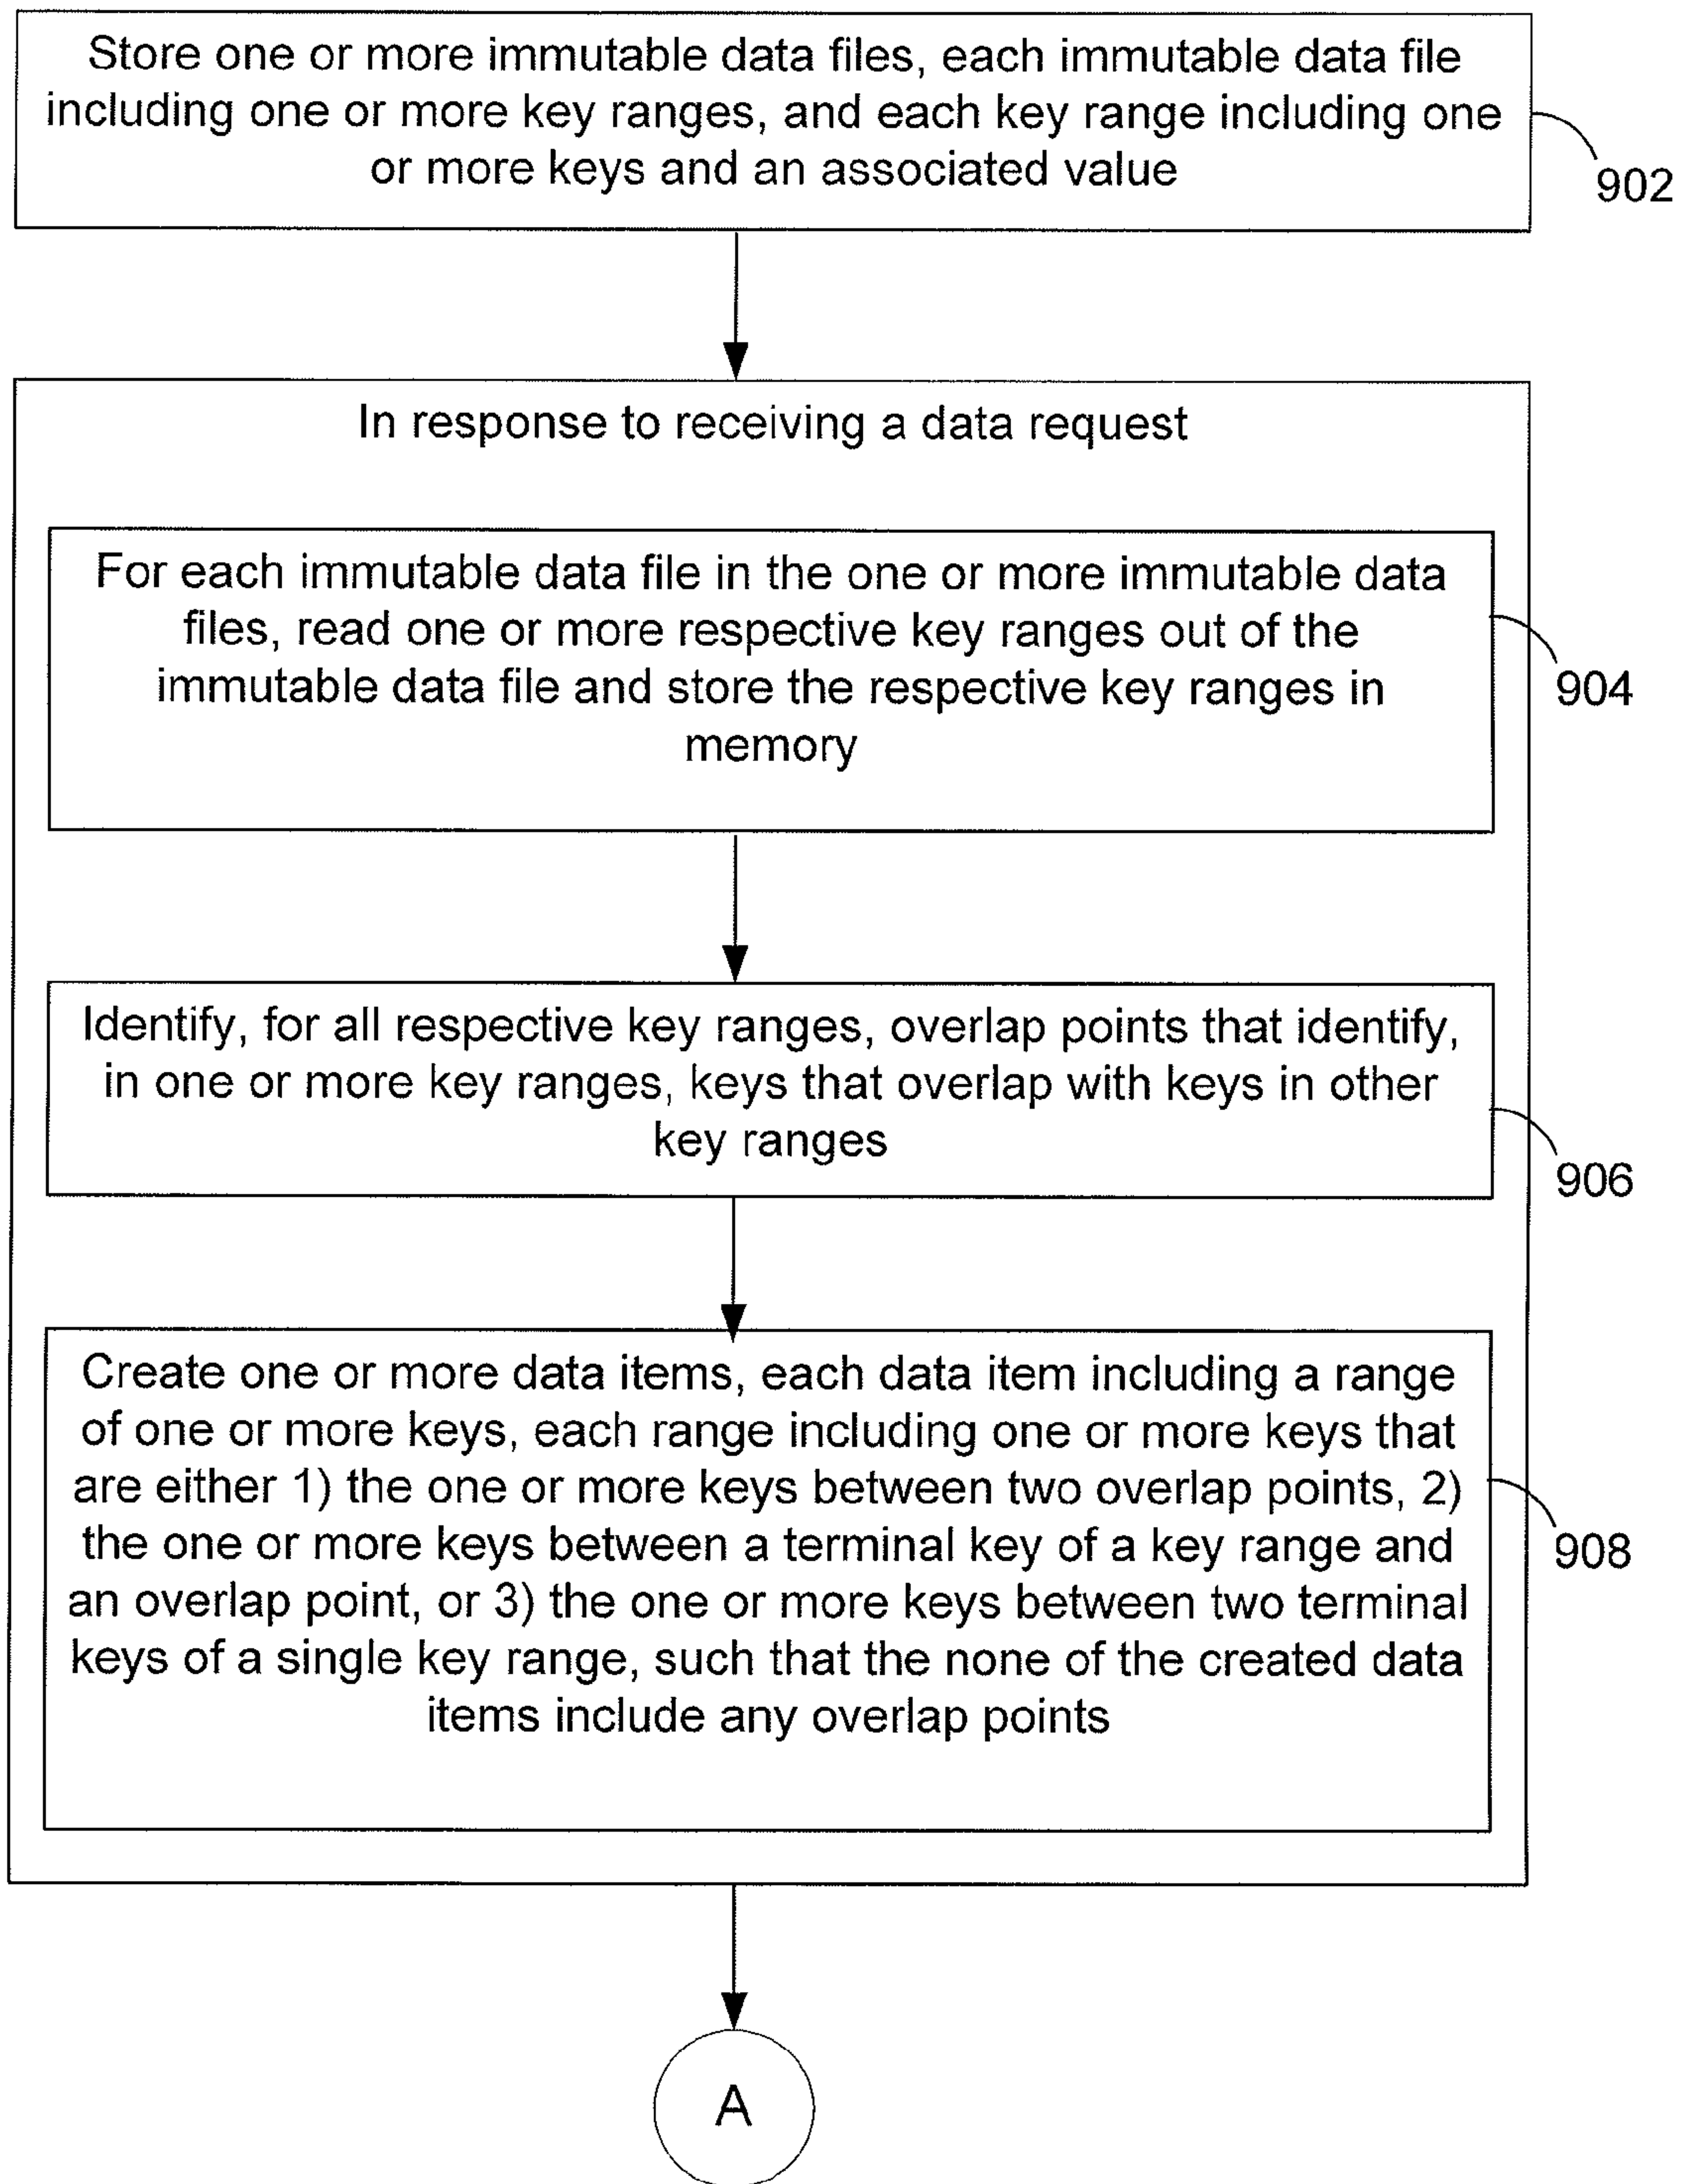 Store one or more immutable data files, each immutable data file
including one or more key ranges, and each key range including one
or more keys and an associated value
902
In response to receiving a data request
For each immutable data file in the one or more immutable data
files, read one or more respective key ranges out of the
immutable data file and store the respective key ranges in
memory
904
Identify, for all respective key ranges, overlap points that identify,
in one or more key ranges, keys that overlap with keys in other
key ranges
906
Create one or more data items, each data item including a range
of one or more keys, each range including one or more keys that
are either 1) the one or more keys between two overlap points, 2)
the one or more keys between a terminal key of a key range and
an overlap point, or 3) the one or more keys between two terminal
keys of a single key range, such that the none of the created data
items include any overlap points
908
A